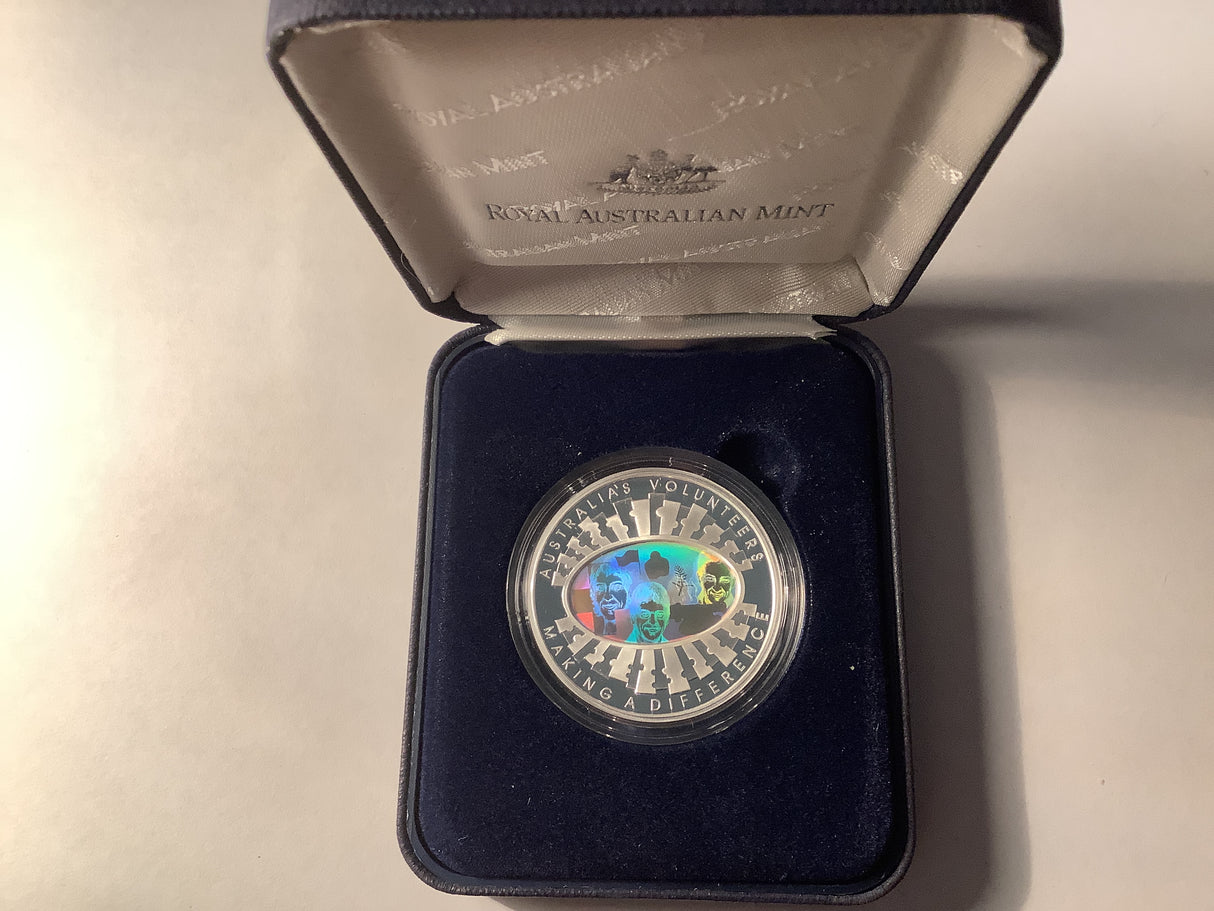 ROYAL AUSTRALIAN MINT
AUSTRALIA'S VOLUNTEERS
MAKING A DIFFERENCE